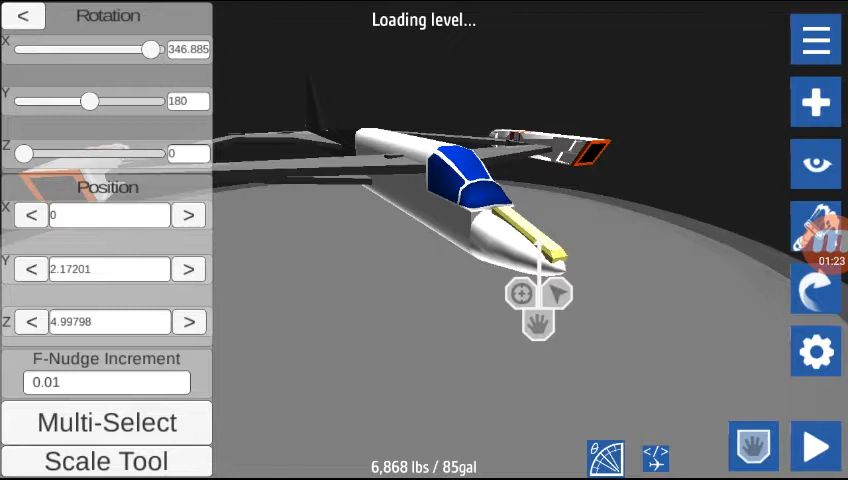 <
Rotation
Loading level...
X
346.885
Y
180
Z
0
Position
X
<
0
>
Y
<
2.17201
>
Z
<
4.99798
>
F-Nudge Increment
0.01
Multi-Select
Scale Tool
6,868 lbs / 85gal
θ
</>
01:23